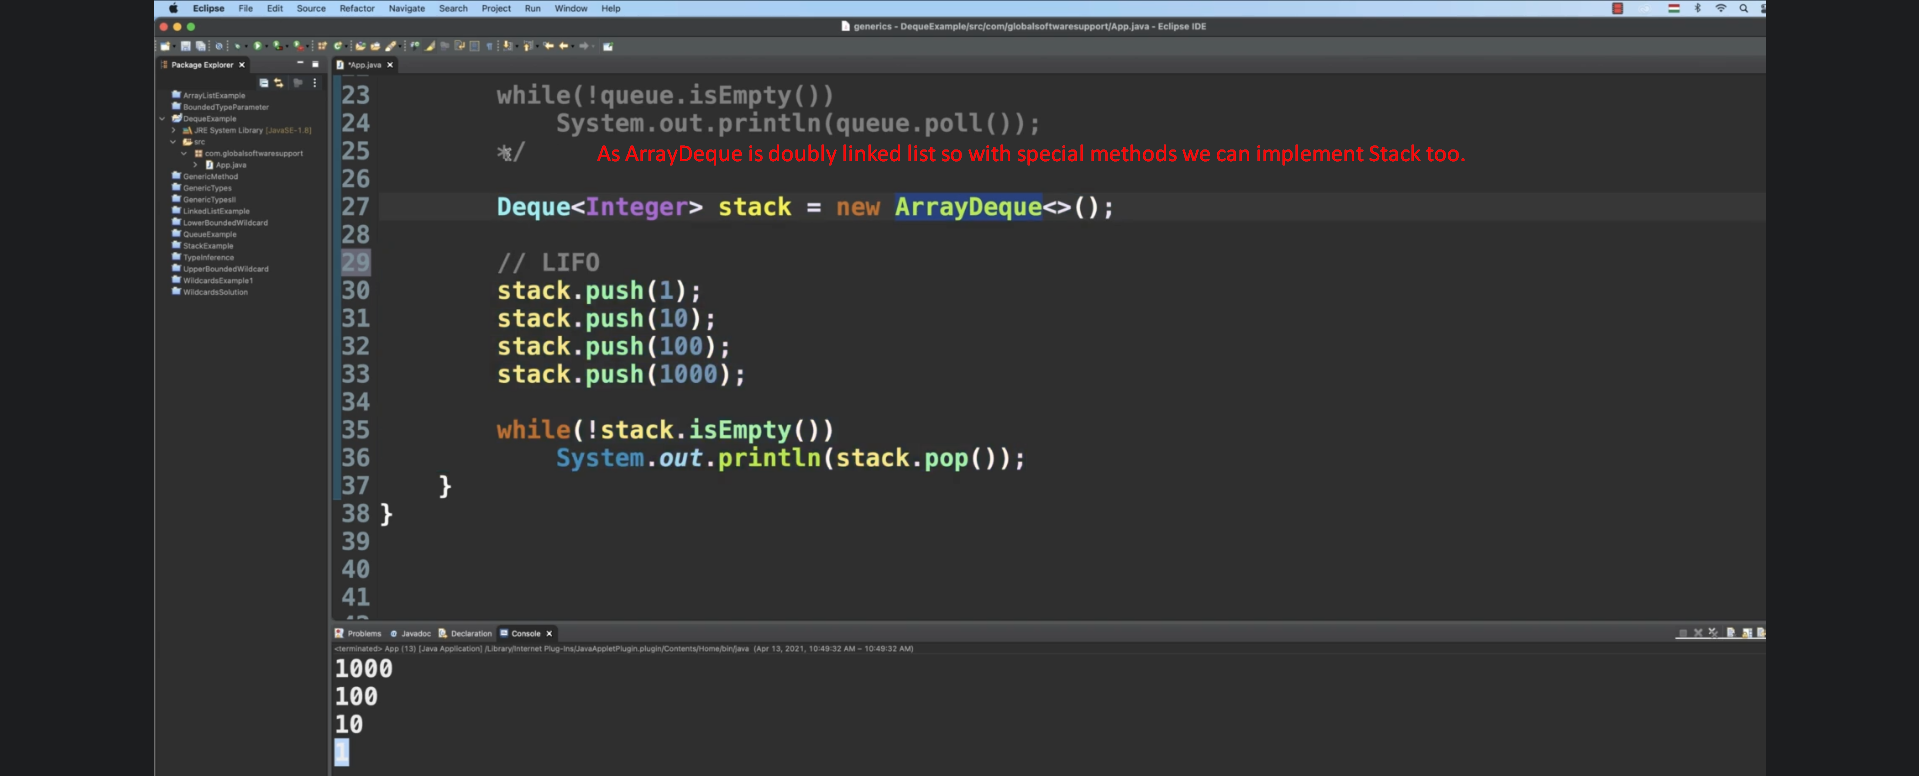 Eclipse File Edit Source Refactor Navigate Search Project Run Window Help
generics - DequeExample/src/com/globalsoftwaresupport/App.java - Eclipse IDE
Package Explorer
ArrayListExample
BoundedTypeParameter
DequeExample
JRE System Library [JavaSE-1.8]
src
com.globalsoftwaresupport
App.java
GenericMethod
GenericTypes
GenericTypesII
LinkedListExample
LowerBoundedWildcard
QueueExample
StackExample
TypeInference
UpperBoundedWildcard
WildcardsExample1
WildcardsSolution
*App.java
23 while(!queue.isEmpty())
24 System.out.println(queue.poll());
25 */ As ArrayDeque is doubly linked list so with special methods we can implement Stack too.
26
27 Deque<Integer> stack = new ArrayDeque<>();
28
29 // LIFO
30 stack.push(1);
31 stack.push(10);
32 stack.push(100);
33 stack.push(1000);
34
35 while(!stack.isEmpty())
36 System.out.println(stack.pop());
37 }
38 }
39
40
41
Problems Javadoc Declaration Console
<terminated> App (13) [Java Application] /Library/Internet Plug-Ins/JavaAppletPlugin.plugin/Contents/Home/bin/java (Apr 13, 2021, 10:49:32 AM – 10:49:32 AM)
1000
100
10
1